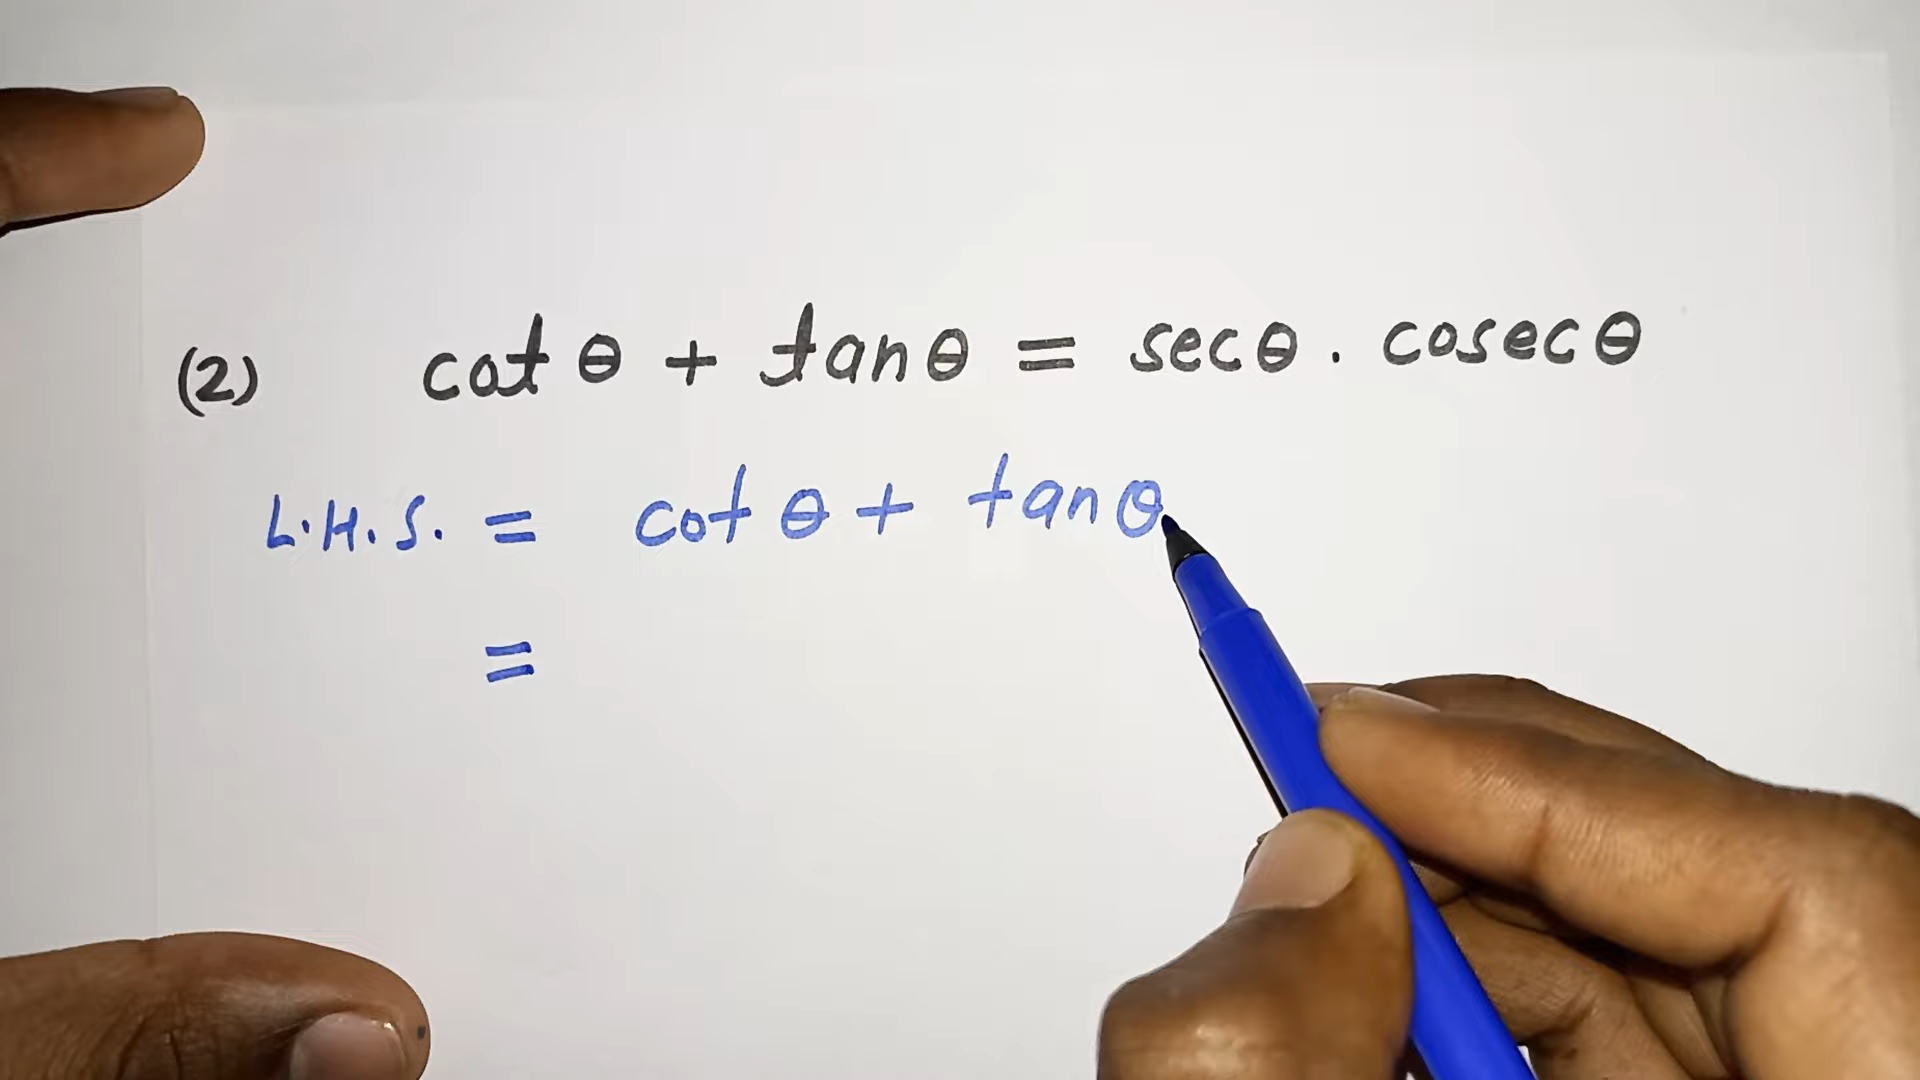 (2) cot θ + tan θ = sec θ . cosec θ
L.H.S. = cot θ + tan θ
=